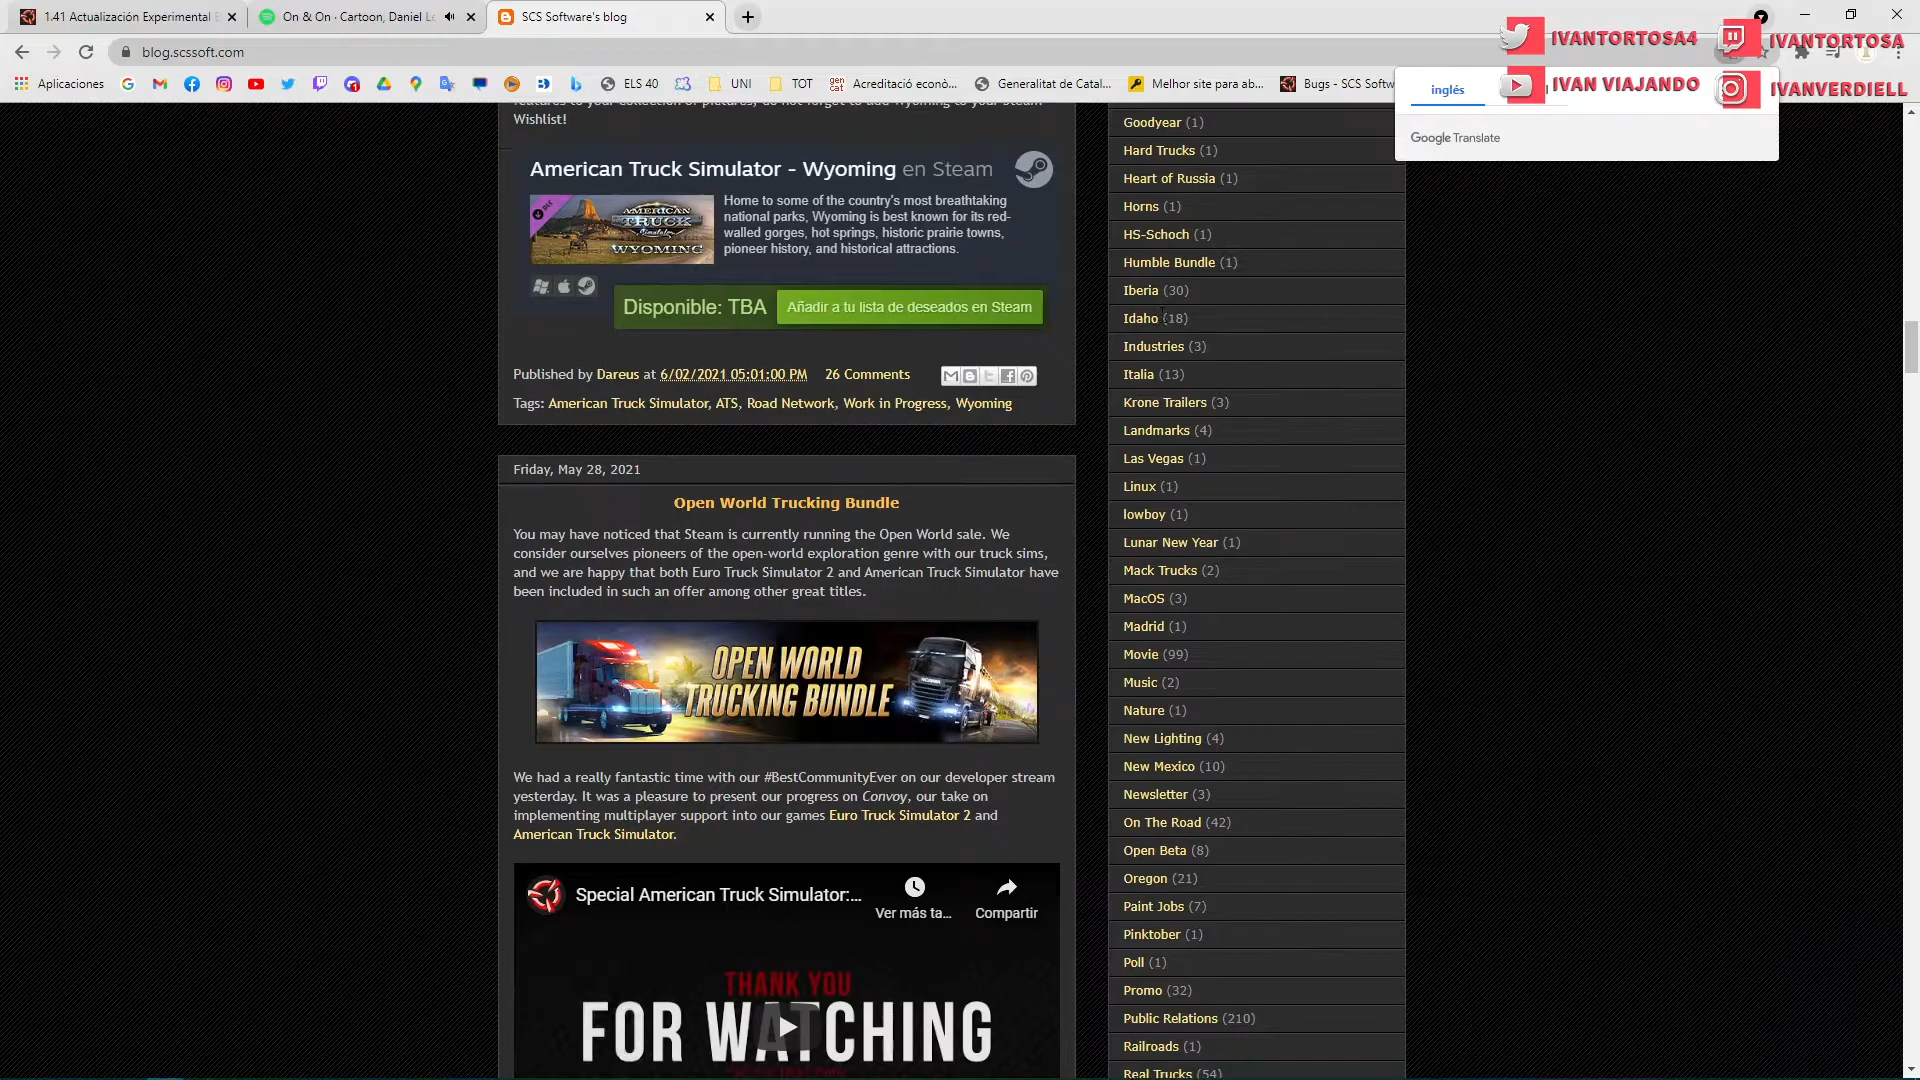 1.41 Actualización Experimental
On & On · Cartoon, Daniel Le
SCS Software's blog
blog.scssoft.com
IVANTORTOSA4
IVANTORTOSA
IVAN VIAJANDO
IVANVERDIELL
Aplicaciones
ELS 40
UNI
TOT
gen cat
Acreditació econò...
Generalitat de Catal...
Melhor site para ab...
Bugs - SCS Softw
inglés
Google Translate
Wishlist!
American Truck Simulator - Wyoming en Steam
DLC
AMERICAN
TRUCK
SIMULATOR
WYOMING
Home to some of the country's most breathtaking
national parks, Wyoming is best known for its red-
walled gorges, hot springs, historic prairie towns,
pioneer history, and historical attractions.
Disponible: TBA
Añadir a tu lista de deseados en Steam
Published by Dareus at 6/02/2021 05:01:00 PM 26 Comments
Tags: American Truck Simulator, ATS, Road Network, Work in Progress, Wyoming
Friday, May 28, 2021
Open World Trucking Bundle
You may have noticed that Steam is currently running the Open World sale. We
consider ourselves pioneers of the open-world exploration genre with our truck sims,
and we are happy that both Euro Truck Simulator 2 and American Truck Simulator have
been included in such an offer among other great titles.
OPEN WORLD
TRUCKING BUNDLE
We had a really fantastic time with our #BestCommunityEver on our developer stream
yesterday. It was a pleasure to present our progress on Convoy, our take on
implementing multiplayer support into our games Euro Truck Simulator 2 and
American Truck Simulator.
Special American Truck Simulator:...
Ver más ta...
Compartir
THANK YOU
FOR WATCHING
Goodyear (1)
Hard Trucks (1)
Heart of Russia (1)
Horns (1)
HS-Schoch (1)
Humble Bundle (1)
Iberia (30)
Idaho (18)
Industries (3)
Italia (13)
Krone Trailers (3)
Landmarks (4)
Las Vegas (1)
Linux (1)
lowboy (1)
Lunar New Year (1)
Mack Trucks (2)
MacOS (3)
Madrid (1)
Movie (99)
Music (2)
Nature (1)
New Lighting (4)
New Mexico (10)
Newsletter (3)
On The Road (42)
Open Beta (8)
Oregon (21)
Paint Jobs (7)
Pinktober (1)
Poll (1)
Promo (32)
Public Relations (210)
Railroads (1)
Real Trucks (54)